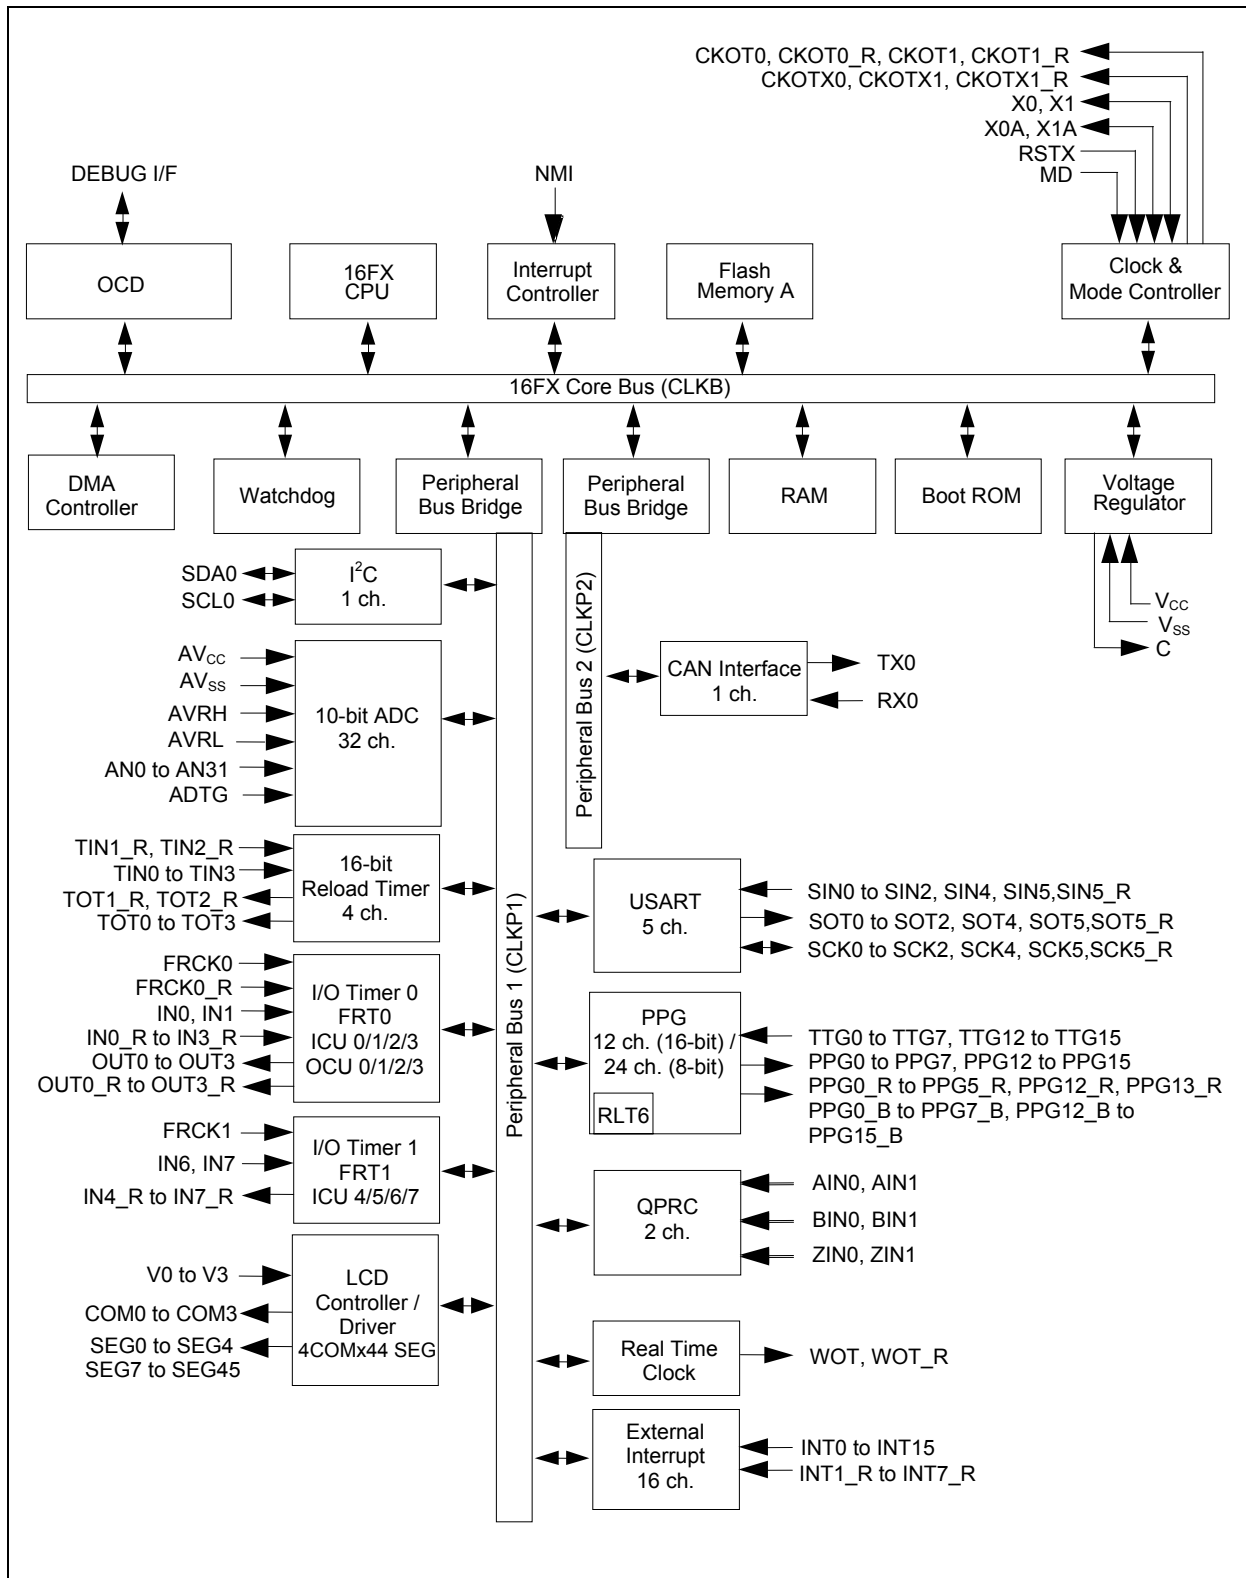 CKOT0, CKOT0_R, CKOT1, CKOT1_R
CKOTX0, CKOTX1, CKOTX1_R
X0, X1
X0A, X1A
RSTX
MD
DEBUG I/F
NMI
OCD
16FX
CPU
Interrupt
Controller
Flash
Memory A
Clock &
Mode Controller
16FX Core Bus (CLKB)
DMA
Controller
Watchdog
Peripheral
Bus Bridge
Peripheral
Bus Bridge
RAM
Boot ROM
Voltage
Regulator
VCC
VSS
C
Peripheral Bus 1 (CLKP1)
Peripheral Bus 2 (CLKP2)
SDA0
SCL0
I2C
1 ch.
AVCC
AVSS
AVRH
AVRL
AN0 to AN31
ADTG
10-bit ADC
32 ch.
TIN1_R, TIN2_R
TIN0 to TIN3
TOT1_R, TOT2_R
TOT0 to TOT3
16-bit
Reload Timer
4 ch.
FRCK0
FRCK0_R
IN0, IN1
IN0_R to IN3_R
OUT0 to OUT3
OUT0_R to OUT3_R
I/O Timer 0
FRT0
ICU 0/1/2/3
OCU 0/1/2/3
FRCK1
IN6, IN7
IN4_R to IN7_R
I/O Timer 1
FRT1
ICU 4/5/6/7
V0 to V3
COM0 to COM3
SEG0 to SEG4
SEG7 to SEG45
LCD
Controller /
Driver
4COMx44 SEG
CAN Interface
1 ch.
TX0
RX0
USART
5 ch.
SIN0 to SIN2, SIN4, SIN5,SIN5_R
SOT0 to SOT2, SOT4, SOT5,SOT5_R
SCK0 to SCK2, SCK4, SCK5,SCK5_R
PPG
12 ch. (16-bit) /
24 ch. (8-bit)
RLT6
TTG0 to TTG7, TTG12 to TTG15
PPG0 to PPG7, PPG12 to PPG15
PPG0_R to PPG5_R, PPG12_R, PPG13_R
PPG0_B to PPG7_B, PPG12_B to
PPG15_B
QPRC
2 ch.
AIN0, AIN1
BIN0, BIN1
ZIN0, ZIN1
Real Time
Clock
WOT, WOT_R
External
Interrupt
16 ch.
INT0 to INT15
INT1_R to INT7_R